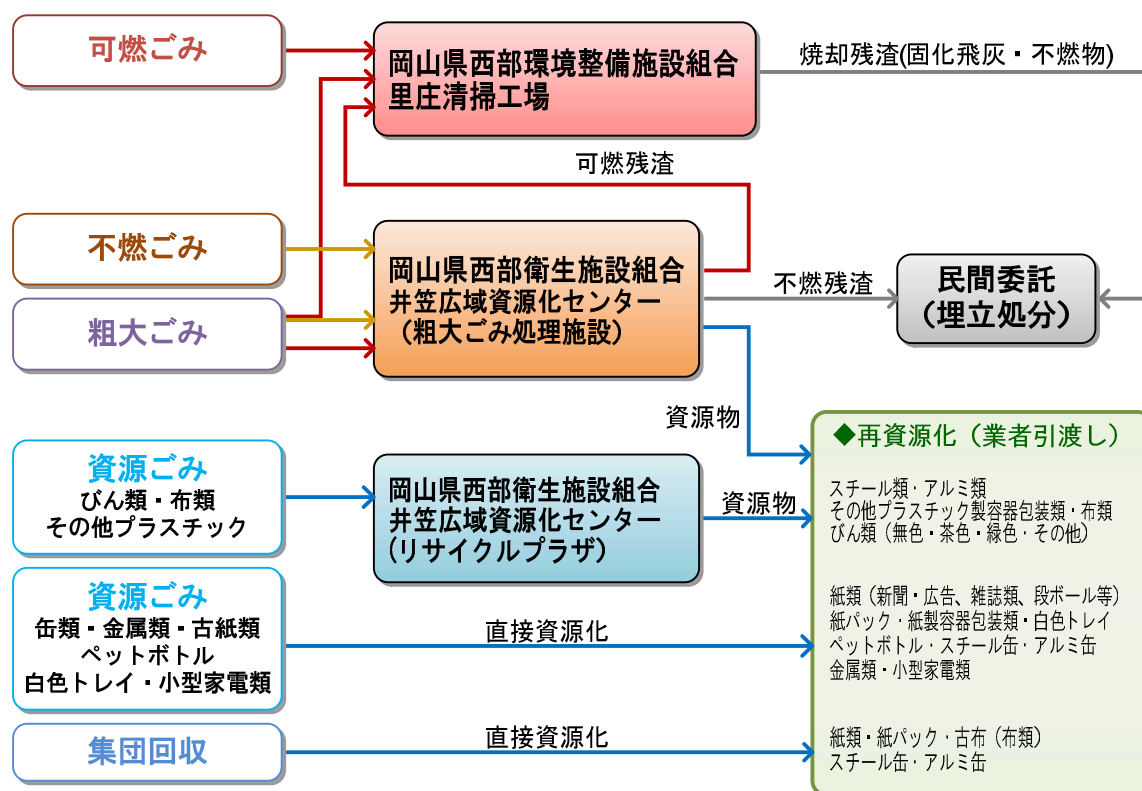 可燃ごみ
岡山県西部環境整備施設組合
里庄清掃工場
焼却残渣(固化飛灰・不燃物)
可燃残渣
不燃ごみ
粗大ごみ
岡山県西部衛生施設組合
井笠広域資源化センター
（粗大ごみ処理施設）
不燃残渣
民間委託
（埋立処分）
資源物
資源ごみ
びん類・布類
その他プラスチック
岡山県西部衛生施設組合
井笠広域資源化センター
(リサイクルプラザ）
資源物
◆再資源化（業者引渡し）
スチール類・アルミ類
その他プラスチック製容器包装類・布類
びん類（無色・茶色・緑色・その他）
資源ごみ
缶類・金属類・古紙類
ペットボトル
白色トレイ・小型家電類
直接資源化
紙類（新聞・広告、雑誌類、段ボール等）
紙パック・紙製容器包装類・白色トレイ
ペットボトル・スチール缶・アルミ缶
金属類・小型家電類
集団回収
直接資源化
紙類・紙パック・古布（布類）
スチール缶・アルミ缶